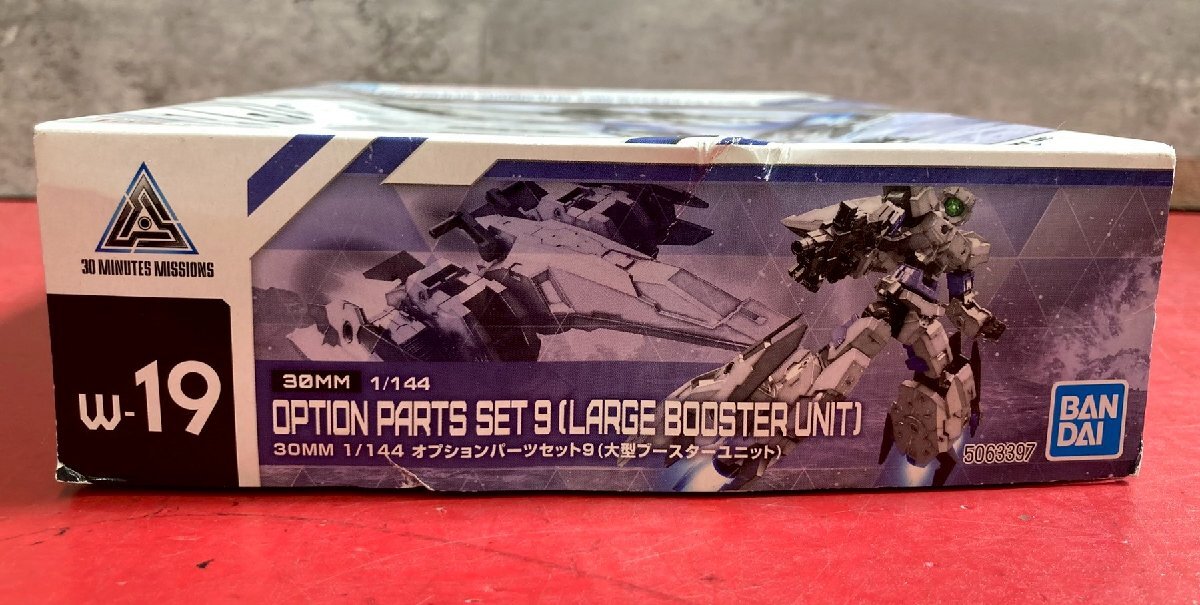 30 MINUTES MISSIONS
W-19
30MM 1/144
OPTION PARTS SET 9 (LARGE BOOSTER UNIT)
30MM 1/144 オプションパーツセット9(大型ブースターユニット)
5063397
BAN
DAI